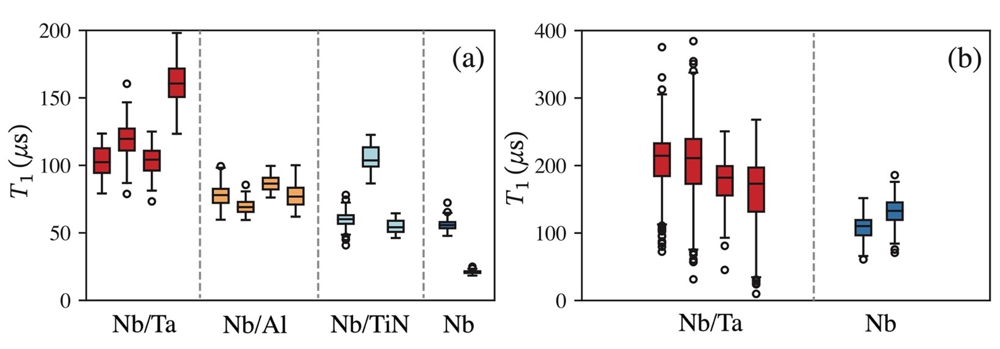 200
150
100
50
0
T1 (μs)
(a)
Nb/Ta
Nb/Al
Nb/TiN
Nb
400
300
200
100
0
T1 (μs)
(b)
Nb/Ta
Nb